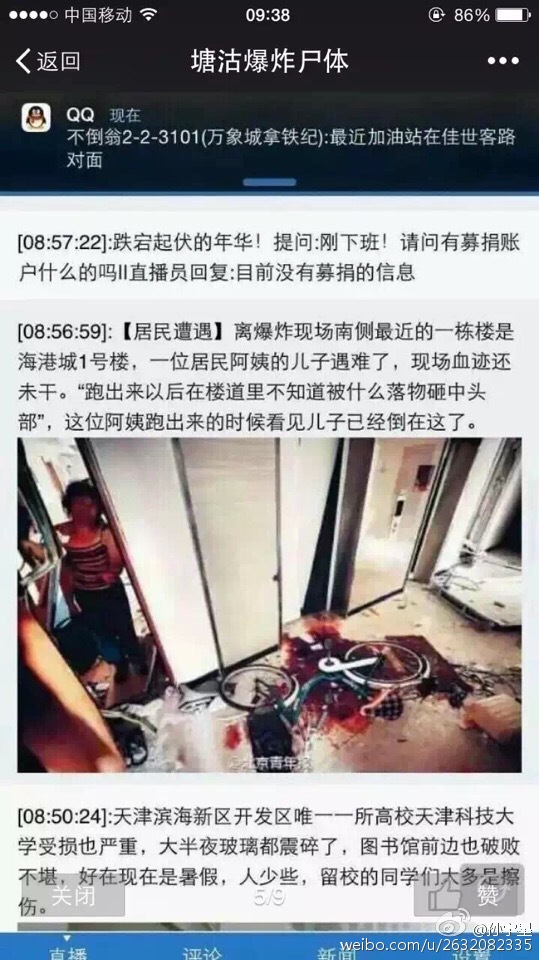 中国移动
09:38
86%
返回
塘沽爆炸尸体
QQ 现在
不倒翁2-2-3101(万象城拿铁纪):最近加油站在佳世客路
对面
[08:57:22]:跌宕起伏的年华！提问:刚下班！请问有募捐账
户什么的吗II直播员回复:目前没有募捐的信息
[08:56:59]:【居民遭遇】离爆炸现场南侧最近的一栋楼是
海港城1号楼，一位居民阿姨的儿子遇难了，现场血迹还
未干。“跑出来以后在楼道里不知道被什么落物砸中头
部”，这位阿姨跑出来的时候看见儿子已经倒在这了。
@北京青年报
[08:50:24]:天津滨海新区开发区唯一一所高校天津科技大
学受损也严重，大半夜玻璃都震碎了，图书馆前边也破败
不堪，好在现在是暑假，人少些，留校的同学们大多是擦
伤。
关闭
5/9
赞
直播
评论
新闻
设置
weibo.com/u/2632082335